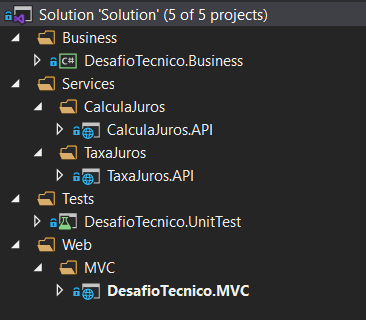 Solution 'Solution' (5 of 5 projects)
Business
C# DesafioTecnico.Business
Services
CalculaJuros
CalculaJuros.API
TaxaJuros
TaxaJuros.API
Tests
DesafioTecnico.UnitTest
Web
MVC
DesafioTecnico.MVC